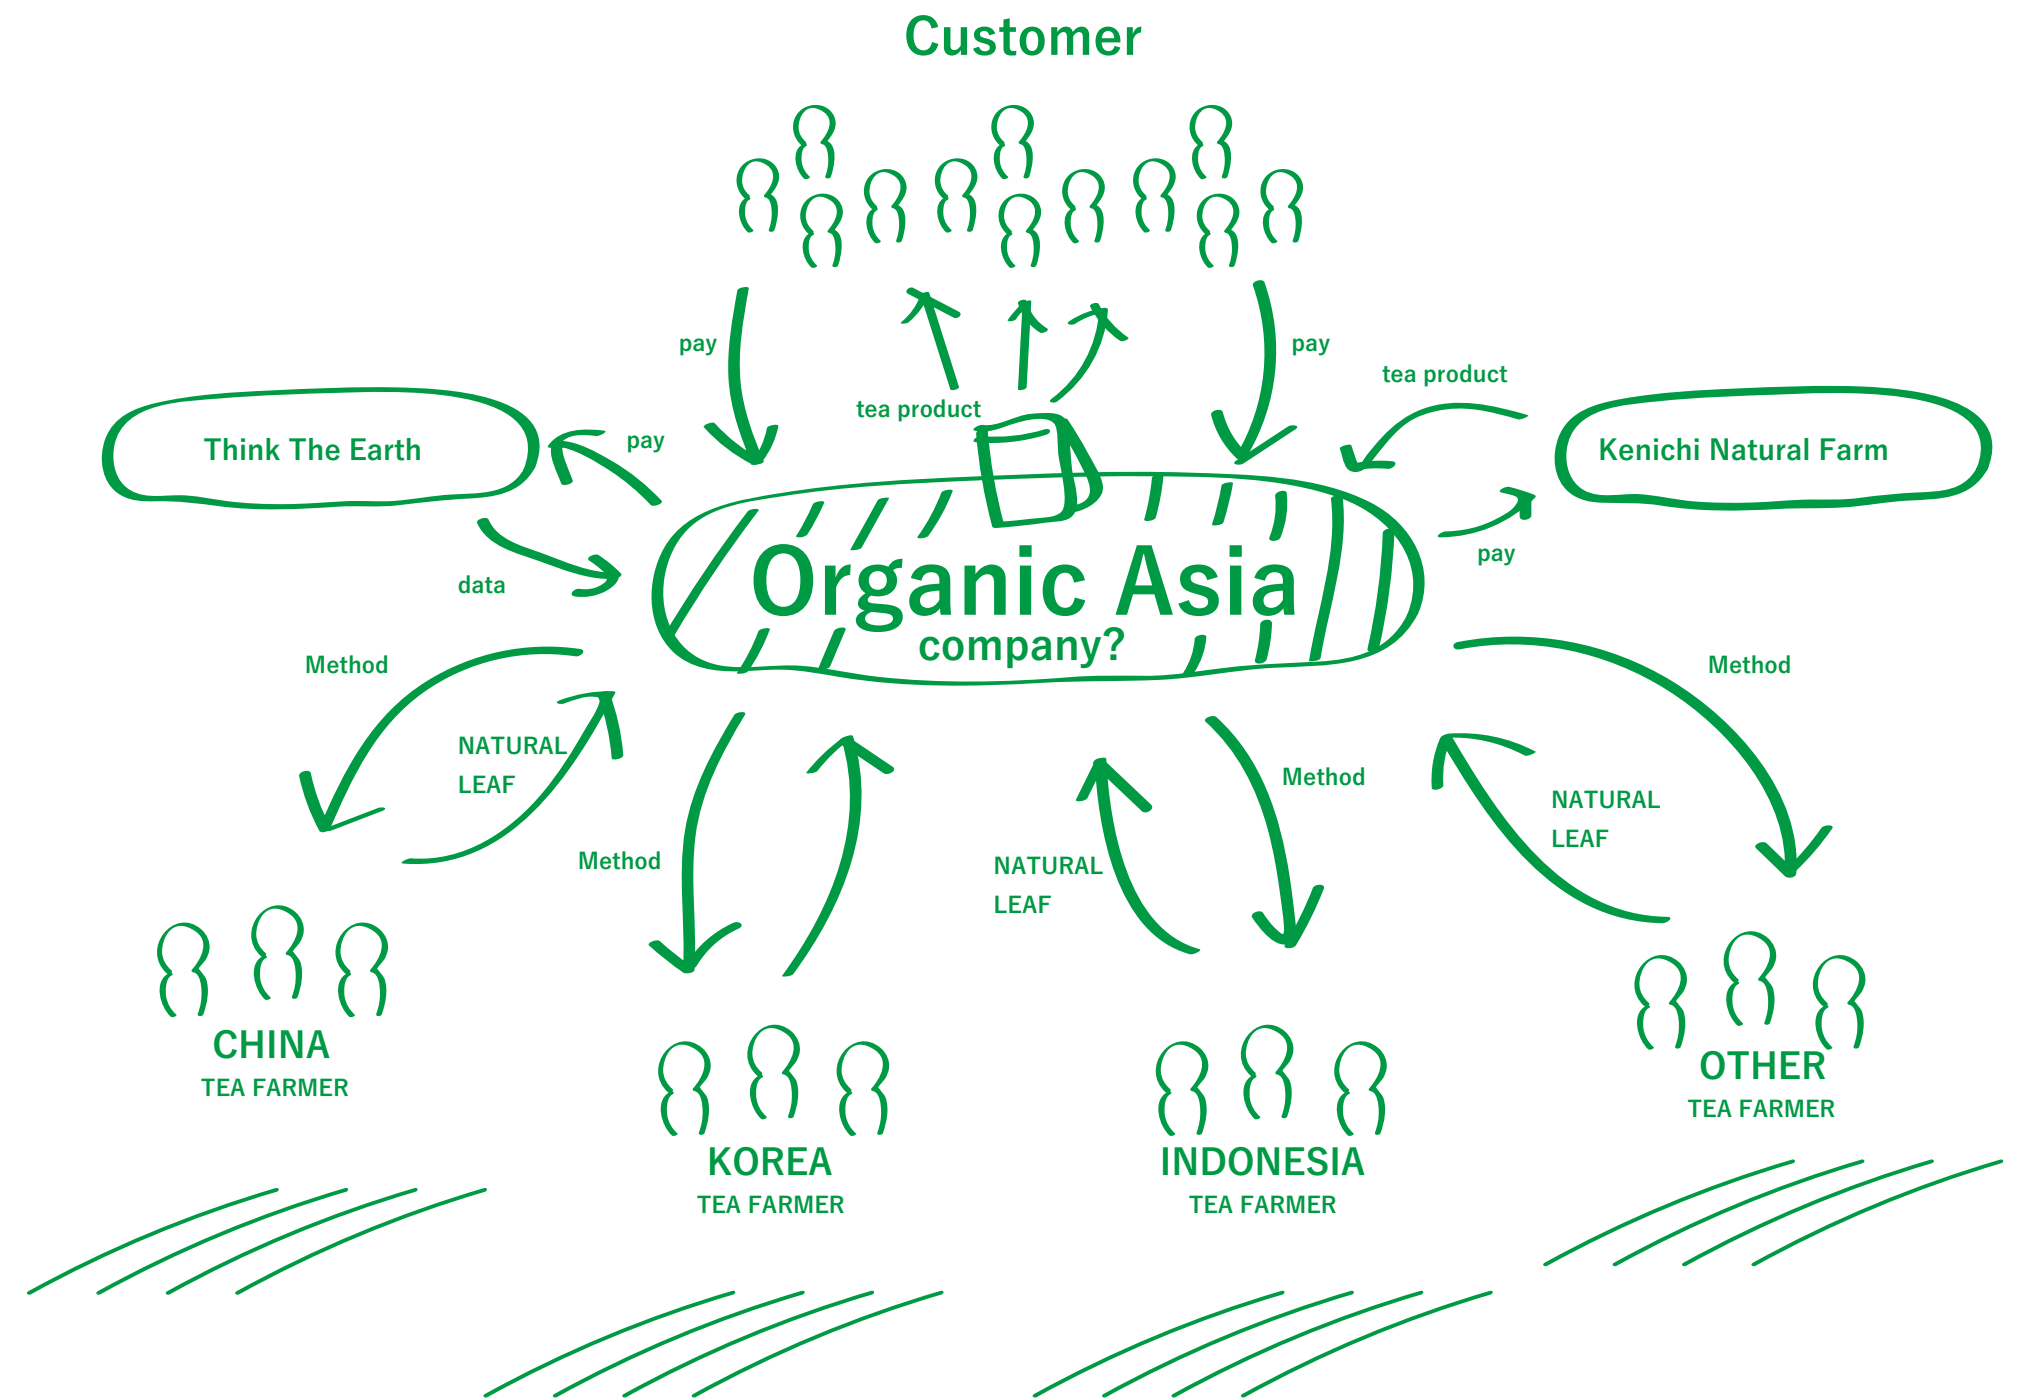 Customer
pay
pay
tea product
tea product
Think The Earth
pay
Kenichi Natural Farm
data
Organic Asia
company?
pay
Method
Method
NATURAL
LEAF
Method
Method
NATURAL
LEAF
NATURAL
LEAF
CHINA
TEA FARMER
KOREA
TEA FARMER
INDONESIA
TEA FARMER
OTHER
TEA FARMER